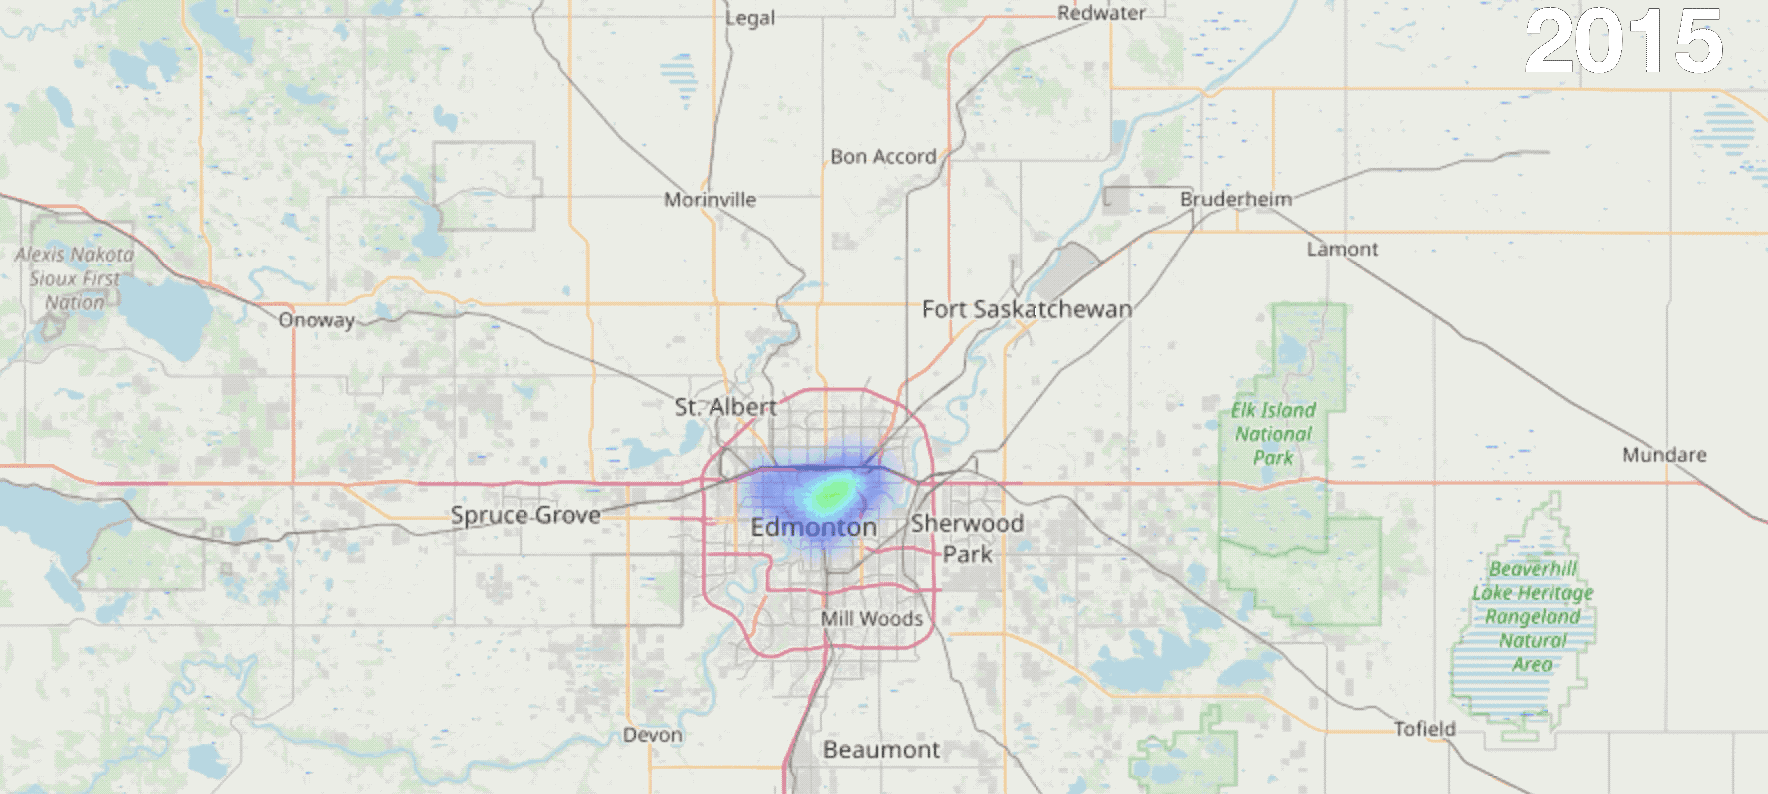 Legal
Redwater
2015
Bon Accord
Morinville
Bruderheim
Lamont
Alexis Nakota
Sioux First
Nation
Onoway
Fort Saskatchewan
St. Albert
Elk Island
National
Park
Mundare
Spruce Grove
Edmonton
Sherwood
Park
Beaverhill
Lake Heritage
Rangeland
Natural
Area
Mill Woods
Devon
Beaumont
Tofield